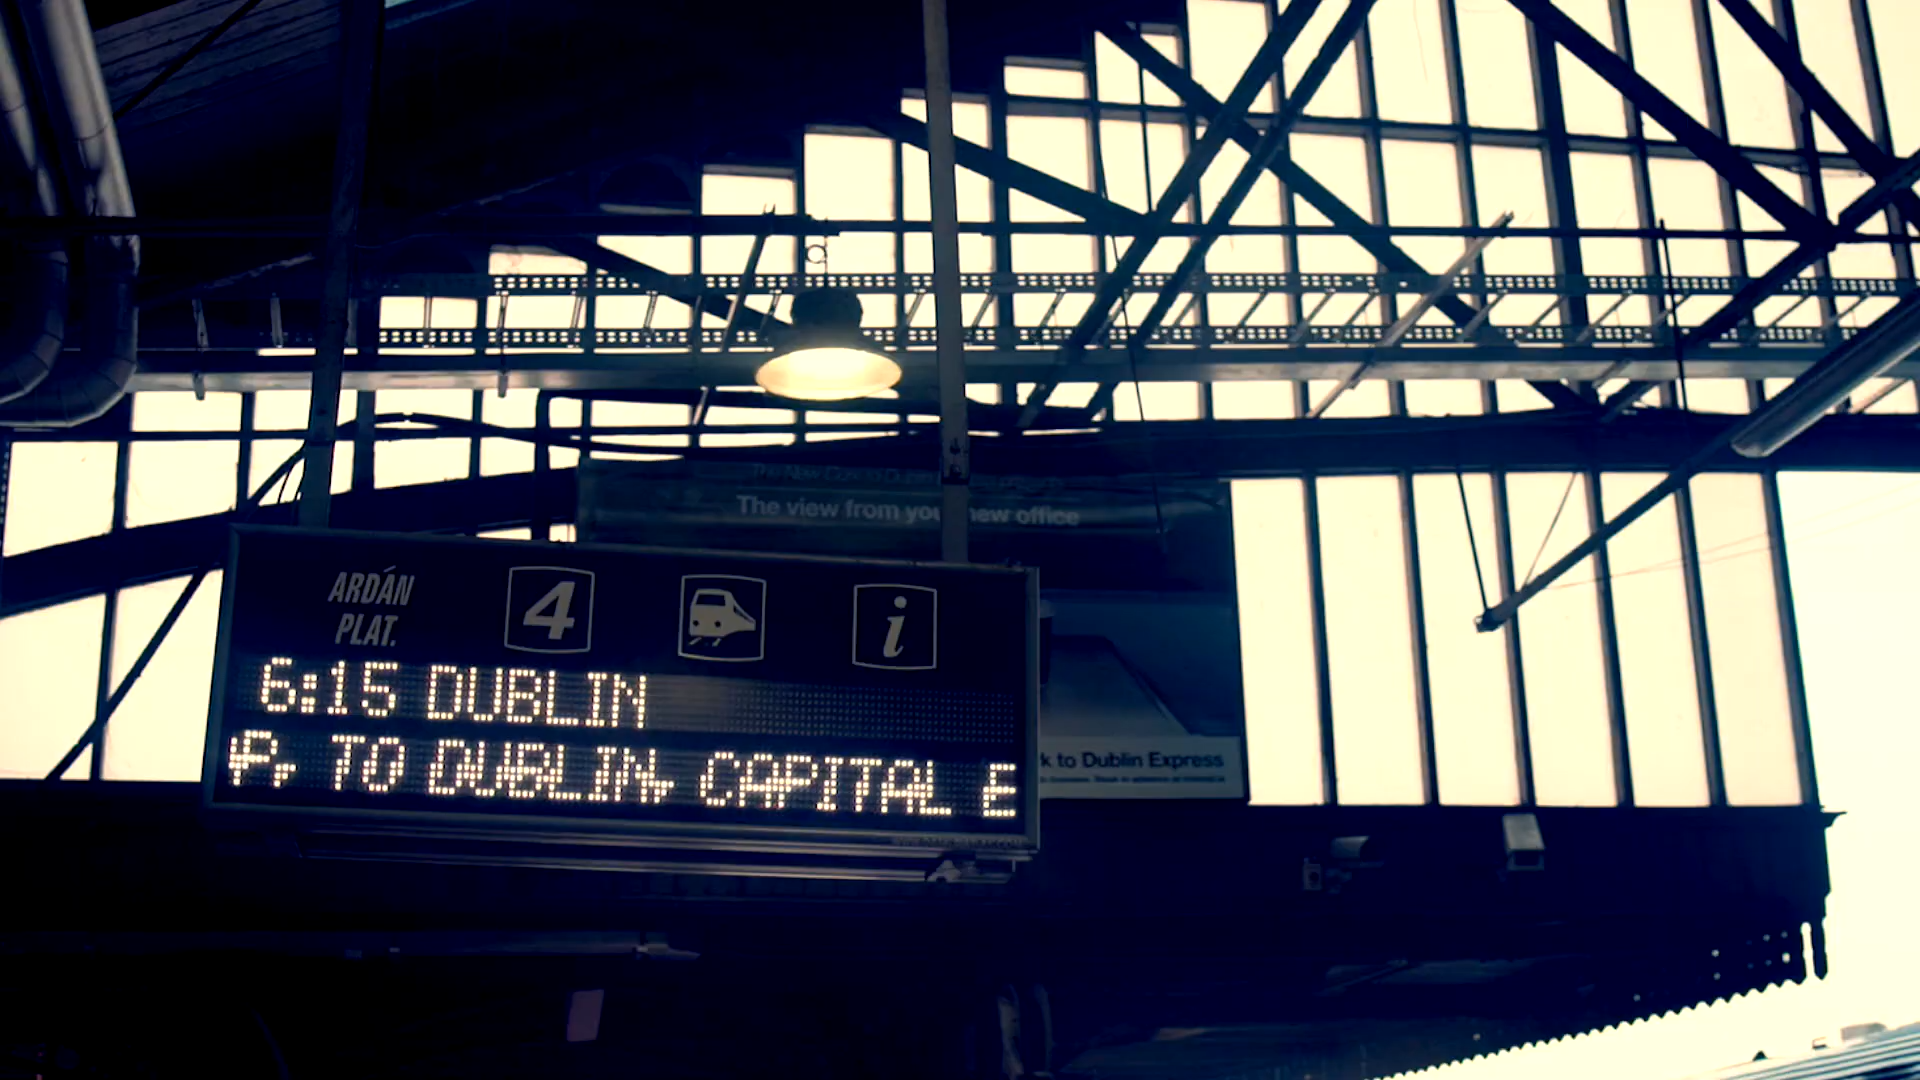 The view from your new office
ARDÁN
PLAT.
4
i
6:15 DUBLIN
P, TO DUBLIN, CAPITAL E
k to Dublin Express